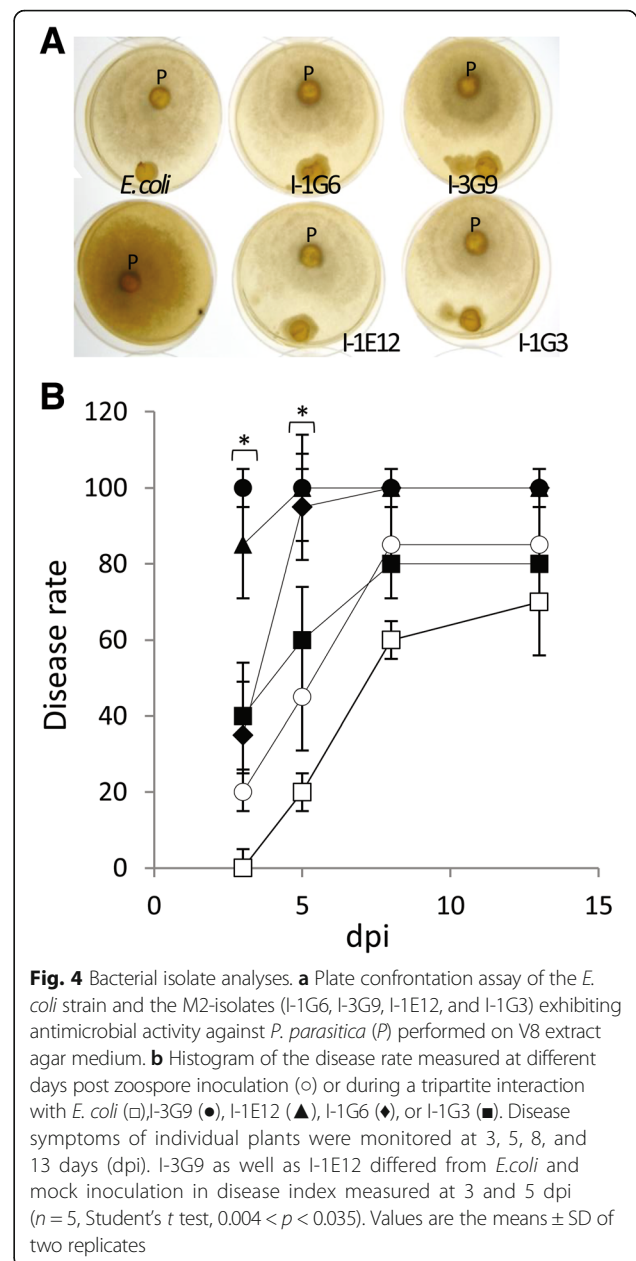 A
P
P
P
E. coli
I-1G6
I-3G9
P
P
P
I-1E12
I-1G3
B
120
100
80
60
40
20
0
*
*
Disease rate
0
5
10
15
dpi
Fig. 4 Bacterial isolate analyses. a Plate confrontation assay of the E.
coli strain and the M2-isolates (I-1G6, I-3G9, I-1E12, and I-1G3) exhibiting
antimicrobial activity against P. parasitica (P) performed on V8 extract
agar medium. b Histogram of the disease rate measured at different
days post zoospore inoculation (○) or during a tripartite interaction
with E. coli (□),I-3G9 (●), I-1E12 (▲), I-1G6 (♦), or I-1G3 (■). Disease
symptoms of individual plants were monitored at 3, 5, 8, and
13 days (dpi). I-3G9 as well as I-1E12 differed from E.coli and
mock inoculation in disease index measured at 3 and 5 dpi
(n = 5, Student's t test, 0.004 < p < 0.035). Values are the means ± SD of
two replicates